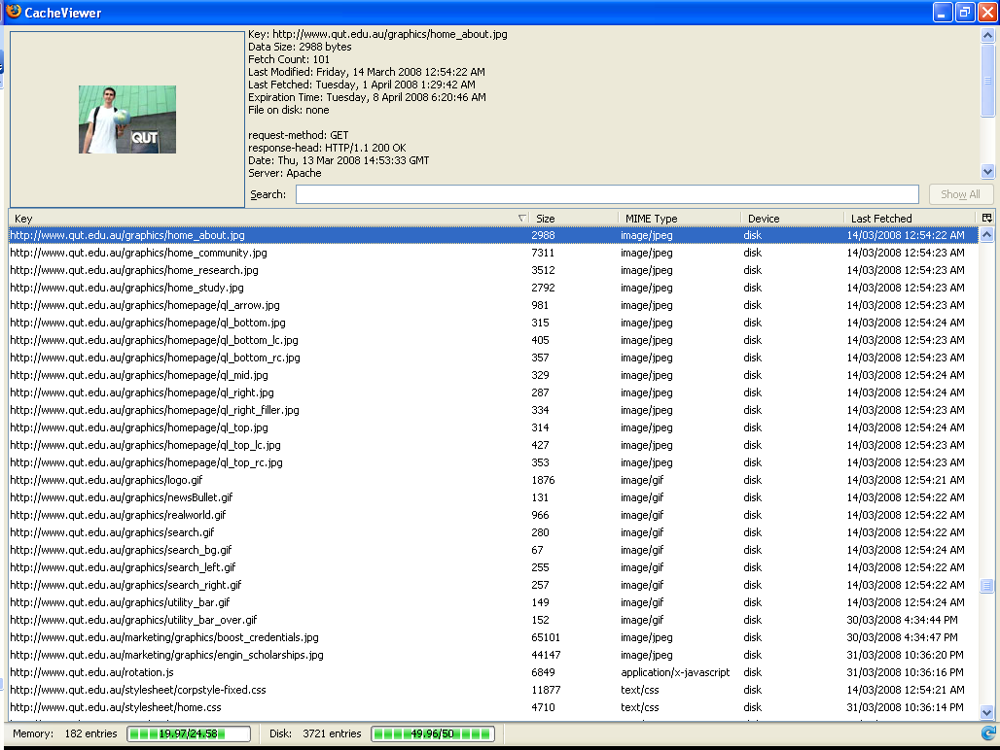 CacheViewer
Key: http://www.qut.edu.au/graphics/home_about.jpg
Data Size: 2988 bytes
Fetch Count: 101
Last Modified: Friday, 14 March 2008 12:54:22 AM
Last Fetched: Tuesday, 1 April 2008 1:29:42 AM
Expiration Time: Tuesday, 8 April 2008 6:20:46 AM
File on disk: none
request-method: GET
response-head: HTTP/1.1 200 OK
Date: Thu, 13 Mar 2008 14:53:33 GMT
Server: Apache
QUT
Search: Show All
Key Size MIME Type Device Last Fetched
http://www.qut.edu.au/graphics/home_about.jpg 2988 image/jpeg disk 14/03/2008 12:54:22 AM
http://www.qut.edu.au/graphics/home_community.jpg 7311 image/jpeg disk 14/03/2008 12:54:23 AM
http://www.qut.edu.au/graphics/home_research.jpg 3512 image/jpeg disk 14/03/2008 12:54:23 AM
http://www.qut.edu.au/graphics/home_study.jpg 2792 image/jpeg disk 14/03/2008 12:54:23 AM
http://www.qut.edu.au/graphics/homepage/ql_arrow.jpg 981 image/jpeg disk 14/03/2008 12:54:23 AM
http://www.qut.edu.au/graphics/homepage/ql_bottom.jpg 315 image/jpeg disk 14/03/2008 12:54:24 AM
http://www.qut.edu.au/graphics/homepage/ql_bottom_lc.jpg 405 image/jpeg disk 14/03/2008 12:54:23 AM
http://www.qut.edu.au/graphics/homepage/ql_bottom_rc.jpg 357 image/jpeg disk 14/03/2008 12:54:23 AM
http://www.qut.edu.au/graphics/homepage/ql_mid.jpg 329 image/jpeg disk 14/03/2008 12:54:24 AM
http://www.qut.edu.au/graphics/homepage/ql_right.jpg 287 image/jpeg disk 14/03/2008 12:54:24 AM
http://www.qut.edu.au/graphics/homepage/ql_right_filler.jpg 334 image/jpeg disk 14/03/2008 12:54:23 AM
http://www.qut.edu.au/graphics/homepage/ql_top.jpg 314 image/jpeg disk 14/03/2008 12:54:24 AM
http://www.qut.edu.au/graphics/homepage/ql_top_lc.jpg 427 image/jpeg disk 14/03/2008 12:54:23 AM
http://www.qut.edu.au/graphics/homepage/ql_top_rc.jpg 353 image/jpeg disk 14/03/2008 12:54:23 AM
http://www.qut.edu.au/graphics/logo.gif 1876 image/gif disk 14/03/2008 12:54:21 AM
http://www.qut.edu.au/graphics/newsBullet.gif 131 image/gif disk 14/03/2008 12:54:22 AM
http://www.qut.edu.au/graphics/realworld.gif 966 image/gif disk 14/03/2008 12:54:22 AM
http://www.qut.edu.au/graphics/search.gif 280 image/gif disk 14/03/2008 12:54:22 AM
http://www.qut.edu.au/graphics/search_bg.gif 67 image/gif disk 14/03/2008 12:54:24 AM
http://www.qut.edu.au/graphics/search_left.gif 255 image/gif disk 14/03/2008 12:54:22 AM
http://www.qut.edu.au/graphics/search_right.gif 257 image/gif disk 14/03/2008 12:54:22 AM
http://www.qut.edu.au/graphics/utility_bar.gif 149 image/gif disk 14/03/2008 12:54:24 AM
http://www.qut.edu.au/graphics/utility_bar_over.gif 152 image/gif disk 30/03/2008 4:34:44 PM
http://www.qut.edu.au/marketing/graphics/boost_credentials.jpg 65101 image/jpeg disk 30/03/2008 4:34:47 PM
http://www.qut.edu.au/marketing/graphics/engin_scholarships.jpg 44147 image/jpeg disk 31/03/2008 10:36:20 PM
http://www.qut.edu.au/rotation.js 6849 application/x-javascript disk 31/03/2008 10:36:16 PM
http://www.qut.edu.au/stylesheet/corpstyle-fixed.css 11877 text/css disk 14/03/2008 12:54:21 AM
http://www.qut.edu.au/stylesheet/home.css 4710 text/css disk 31/03/2008 10:36:14 PM
Memory: 182 entries 19.97/24.58 Disk: 3721 entries 49.96/50